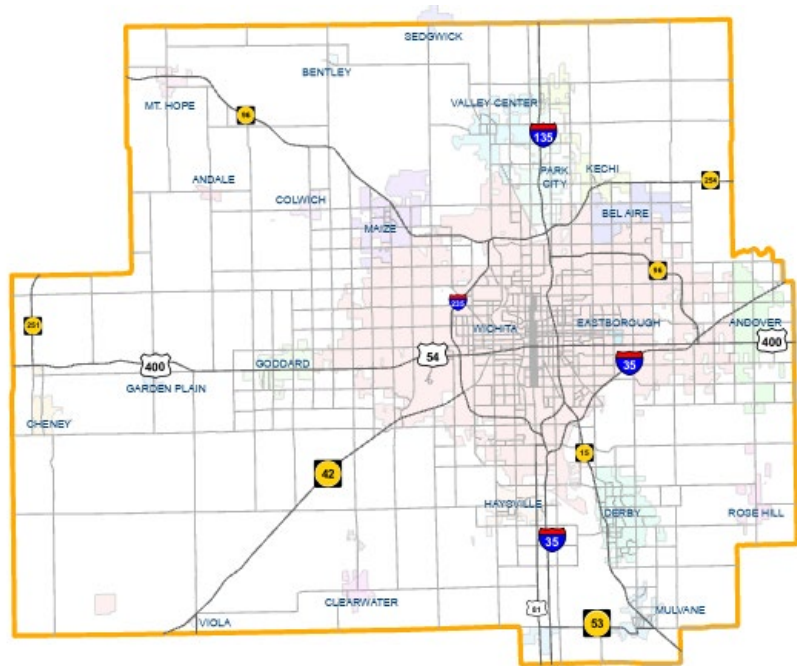 SEDGWICK
BENTLEY
MT. HOPE
96
VALLEY CENTER
135
ANDALE
COLWICH
PARK
CITY
KECHI
254
MAIZE
BEL AIRE
96
235
251
WICHITA
EASTBOROUGH
ANDOVER
400
54
400
GODDARD
35
GARDEN PLAIN
CHENEY
42
15
HAYSVILLE
DERBY
ROSE HILL
35
CLEARWATER
81
53
MULVANE
VIOLA